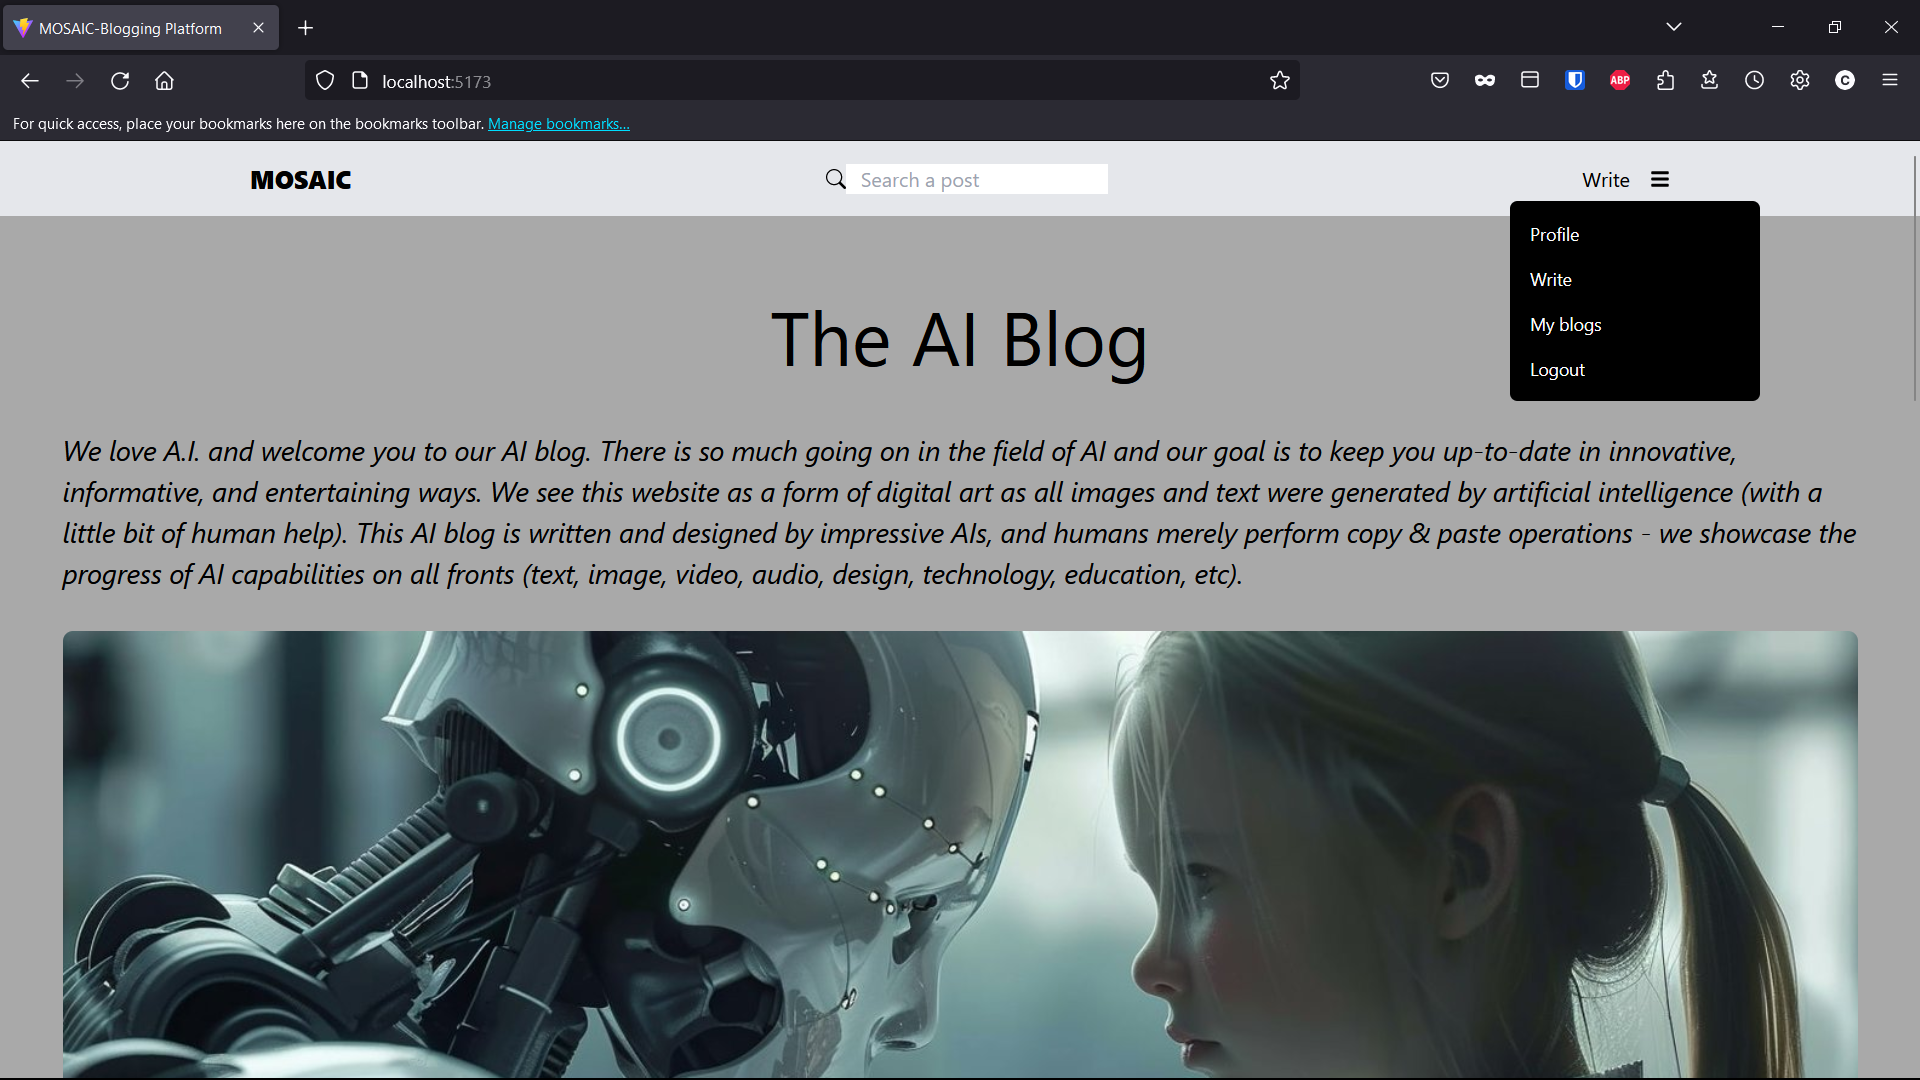 MOSAIC-Blogging Platform
localhost:5173
ABP
C
For quick access, place your bookmarks here on the bookmarks toolbar. Manage bookmarks...
MOSAIC
Search a post
Write
Profile
Write
My blogs
Logout
The AI Blog
We love A.I. and welcome you to our AI blog. There is so much going on in the field of AI and our goal is to keep you up-to-date in innovative,
informative, and entertaining ways. We see this website as a form of digital art as all images and text were generated by artificial intelligence (with a
little bit of human help). This AI blog is written and designed by impressive AIs, and humans merely perform copy & paste operations - we showcase the
progress of AI capabilities on all fronts (text, image, video, audio, design, technology, education, etc).